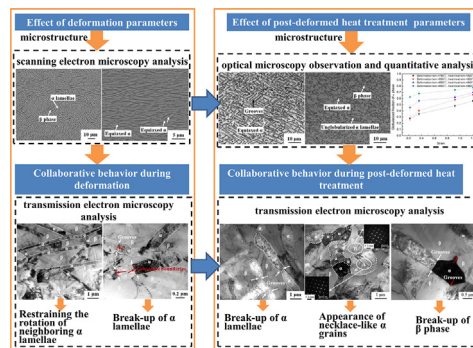 Effect of deformation parameters
microstructure
scanning electron microscopy analysis
α lamellae
β phase
10 μm
Equiaxed α
Equiaxed α
5 μm
Collaborative behavior during
deformation
transmission electron microscopy
analysis
Grooves
1 μm
0.2 μm
Restraining the
rotation of
neighboring α
lamellae
Break-up of α
lamellae
Effect of post-deformed heat treatment parameters
microstructure
optical microscopy observation and quantitative analysis
Grooves
Equiaxed α
10 μm
β phase
Equiaxed α
Unglobularized α lamellae
10 μm
Strain
Collaborative behavior during post-deformed heat
treatment
transmission electron microscopy analysis
Grooves
1 μm
Grooves
β
0.5 μm
Break-up of α lamellae
Appearance of
necklace-like α
grains
Break-up of
β phase